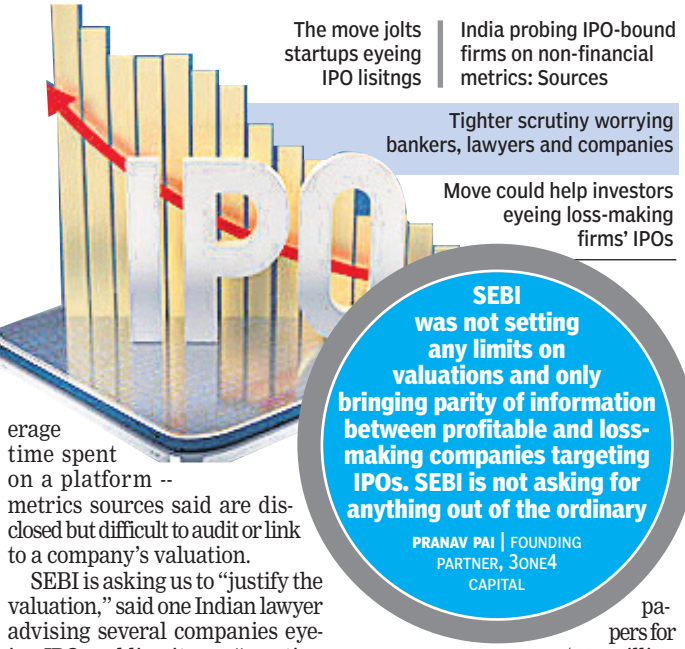 The move jolts
startups eyeing
IPO lisitngs
India probing IPO-bound
firms on non-financial
metrics: Sources
Tighter scrutiny worrying
bankers, lawyers and companies
Move could help investors
eyeing loss-making
firms' IPOs
IPO
SEBI
was not setting
any limits on
valuations and only
bringing parity of information
between profitable and loss-
making companies targeting
IPOs. SEBI is not asking for
anything out of the ordinary
PRANAV PAI | FOUNDING
PARTNER, 3ONE4
CAPITAL
erage
time spent
on a platform --
metrics sources said are dis-
closed but difficult to audit or link
to a company's valuation.
SEBI is asking us to “justify the
valuation,” said one Indian lawyer
advising several companies eye-
pa-
pers for